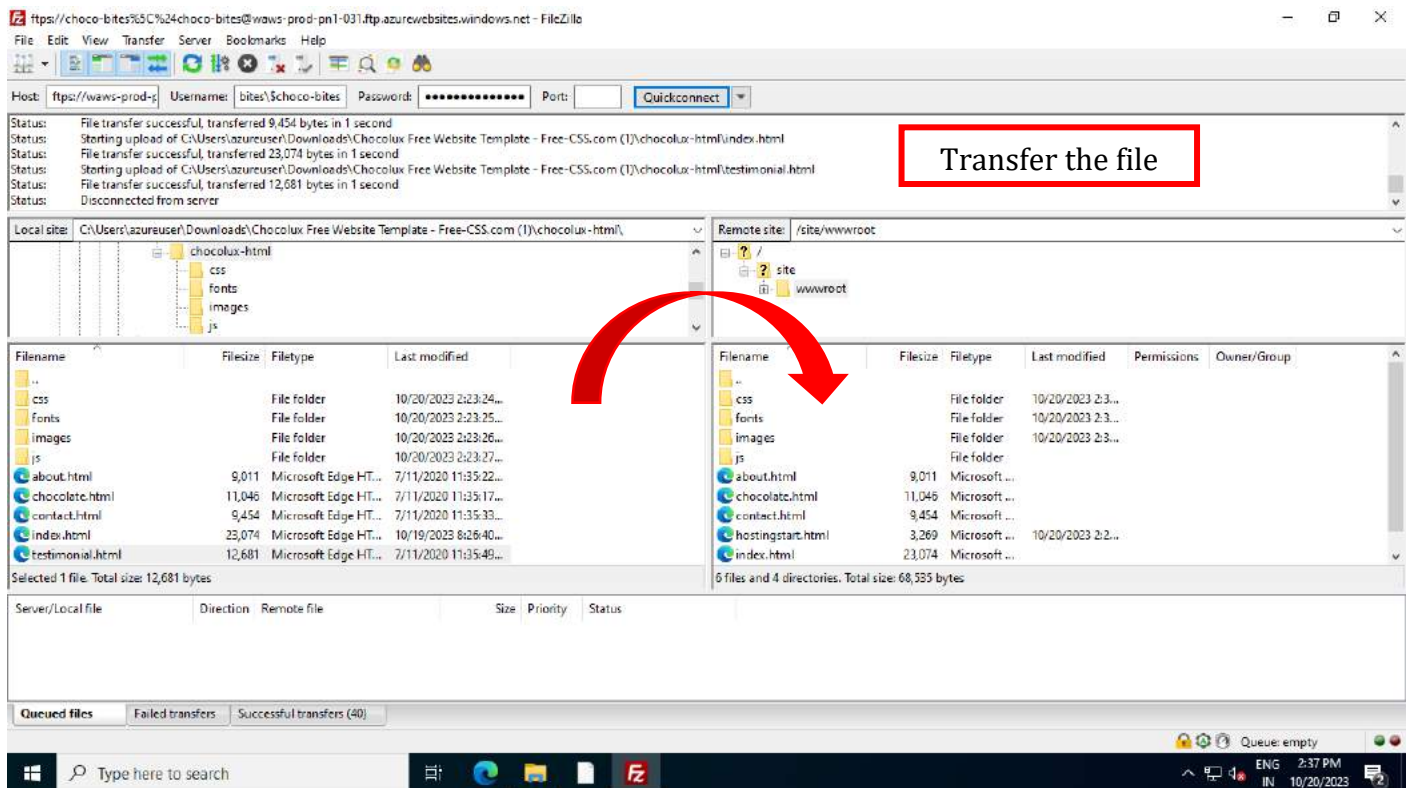 ftps://choco-bites%5C%24choco-bites@waws-prod-pn1-031.ftp.azurewebsites.windows.net - FileZilla
File Edit View Transfer Server Bookmarks Help
Host: ftps://waws-prod-p Username: bites\$choco-bites Password: •••••••••••••• Port: Quickconnect
Status: File transfer successful, transferred 9,454 bytes in 1 second
Status: Starting upload of C:\Users\azureuser\Downloads\Chocolux Free Website Template - Free-CSS.com (1)\chocolux-html\index.html
Status: File transfer successful, transferred 23,074 bytes in 1 second
Status: Starting upload of C:\Users\azureuser\Downloads\Chocolux Free Website Template - Free-CSS.com (1)\chocolux-html\testimonial.html
Status: File transfer successful, transferred 12,681 bytes in 1 second
Status: Disconnected from server
Transfer the file
Local site: C:\Users\azureuser\Downloads\Chocolux Free Website Template - Free-CSS.com (1)\chocolux-html\
chocolux-html
css
fonts
images
js
Remote site: /site/wwwroot
/
site
wwwroot
Filename Filesize Filetype Last modified
..
css File folder 10/20/2023 2:23:24...
fonts File folder 10/20/2023 2:23:25...
images File folder 10/20/2023 2:23:26...
js File folder 10/20/2023 2:23:27...
about.html 9,011 Microsoft Edge HT... 7/11/2020 11:35:22...
chocolate.html 11,046 Microsoft Edge HT... 7/11/2020 11:35:17...
contact.html 9,454 Microsoft Edge HT... 7/11/2020 11:35:33...
index.html 23,074 Microsoft Edge HT... 10/19/2023 8:26:40...
testimonial.html 12,681 Microsoft Edge HT... 7/11/2020 11:35:49...
Selected 1 file. Total size: 12,681 bytes
Filename Filesize Filetype Last modified Permissions Owner/Group
..
css File folder 10/20/2023 2:3...
fonts File folder 10/20/2023 2:3...
images File folder 10/20/2023 2:3...
js File folder
about.html 9,011 Microsoft ...
chocolate.html 11,046 Microsoft ...
contact.html 9,454 Microsoft ...
hostingstart.html 3,269 Microsoft ... 10/20/2023 2:2...
index.html 23,074 Microsoft ...
6 files and 4 directories. Total size: 68,535 bytes
Server/Local file Direction Remote file Size Priority Status
Queued files Failed transfers Successful transfers (40)
Queue: empty
Type here to search
ENG 2:37 PM
IN 10/20/2023
2